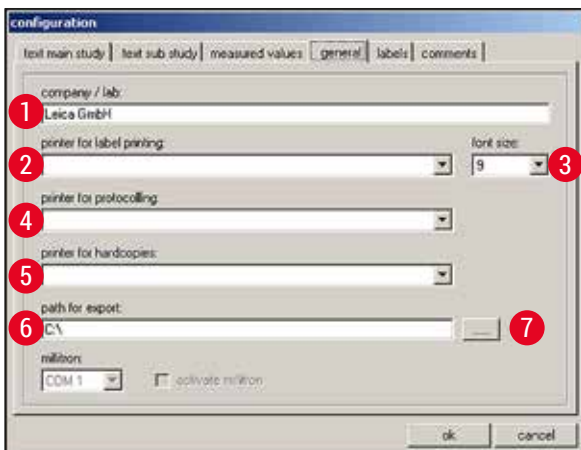 configuration
text main study text sub study measured values general labels comments
company / lab:
1 Leica GmbH
printer for label printing: font size:
2 9 3
printer for protocolling:
4
printer for hardcopies:
5
path for export:
6 C:\ ... 7
militron:
COM 1 activate militron
ok cancel